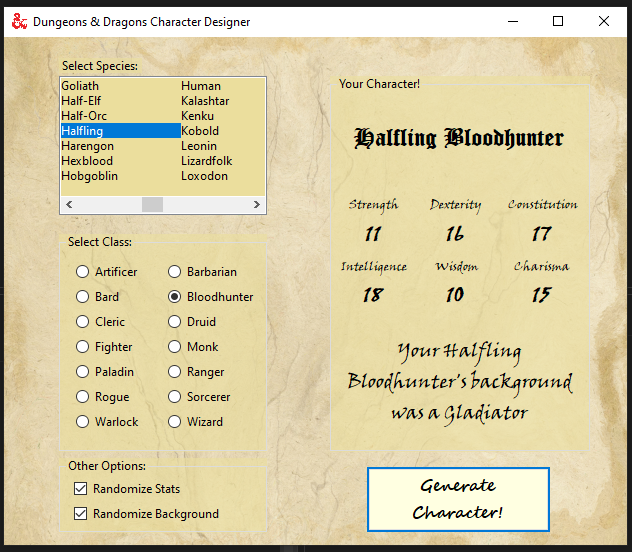 Dungeons & Dragons Character Designer
Select Species:
Goliath Human
Half-Elf Kalashtar
Half-Orc Kenku
Halfling Kobold
Harengon Leonin
Hexblood Lizardfolk
Hobgoblin Loxodon
Select Class:
Artificer Barbarian
Bard Bloodhunter
Cleric Druid
Fighter Monk
Paladin Ranger
Rogue Sorcerer
Warlock Wizard
Other Options:
Randomize Stats
Randomize Background
Your Character!
Halfling Bloodhunter
Strength Dexterity Constitution
11 16 17
Intelligence Wisdom Charisma
18 10 15
Your Halfling
Bloodhunter's background
was a Gladiator
Generate
Character!